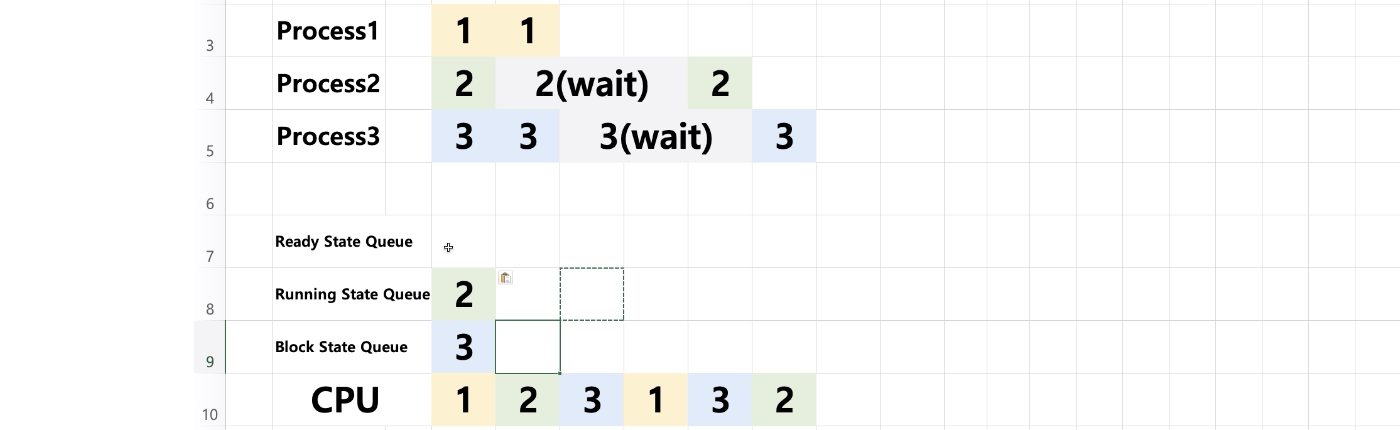 3 Process1 1 1
4 Process2 2 2(wait) 2
5 Process3 3 3 3(wait) 3
6
7 Ready State Queue
8 Running State Queue 2
9 Block State Queue 3
10 CPU 1 2 3 1 3 2